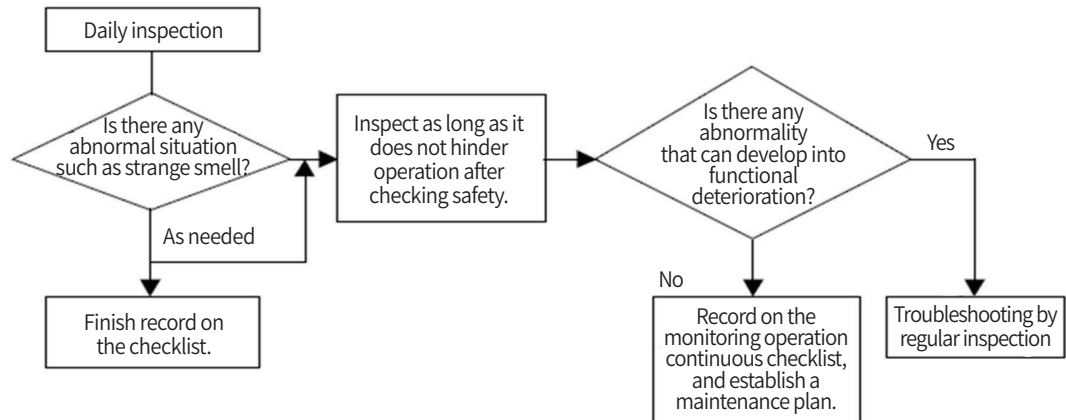 Daily inspection
Is there any
abnormal situation
such as strange smell?
As needed
Finish record on
the checklist.
Inspect as long as it
does not hinder
operation after
checking safety.
Is there any
abnormality
that can develop into
functional
deterioration?
Yes
No
Record on the
monitoring operation
continuous checklist,
and establish a
maintenance plan.
Troubleshooting by
regular inspection